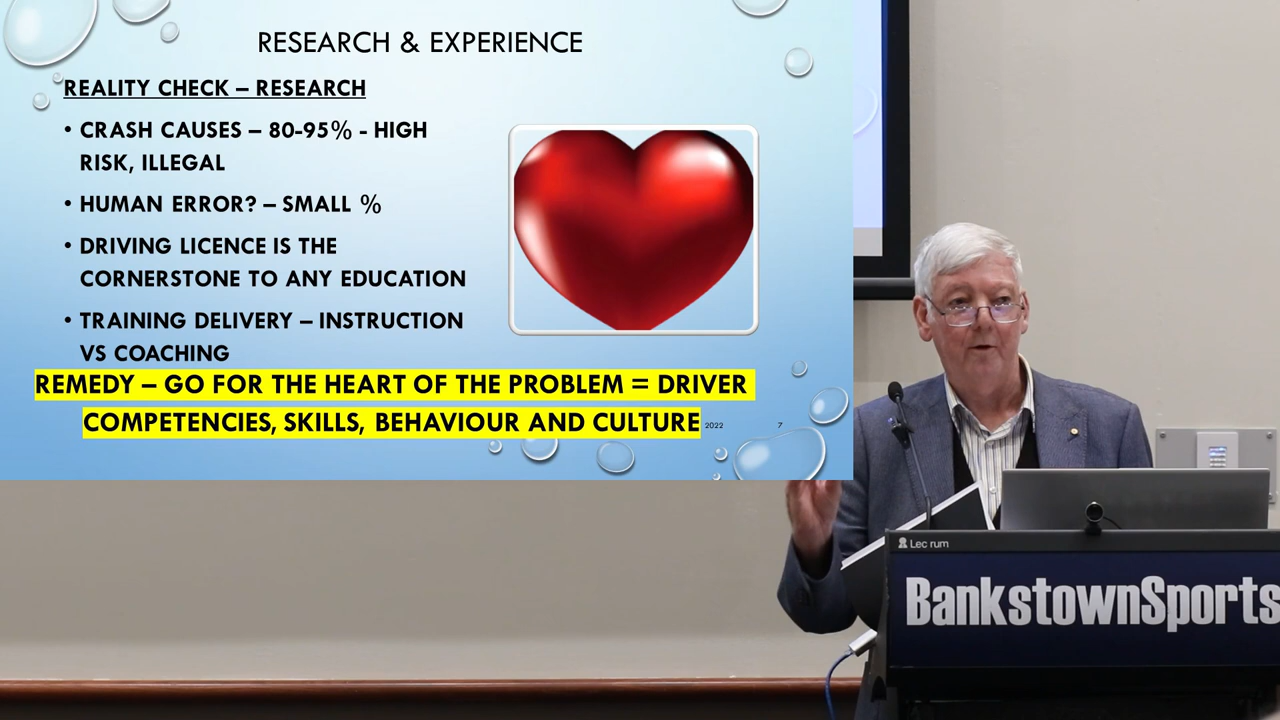 RESEARCH & EXPERIENCE
REALITY CHECK – RESEARCH
• CRASH CAUSES – 80-95% - HIGH
RISK, ILLEGAL
• HUMAN ERROR? – SMALL %
• DRIVING LICENCE IS THE
CORNERSTONE TO ANY EDUCATION
• TRAINING DELIVERY – INSTRUCTION
VS COACHING
REMEDY – GO FOR THE HEART OF THE PROBLEM = DRIVER
COMPETENCIES, SKILLS, BEHAVIOUR AND CULTURE
2022 7
BankstownSports